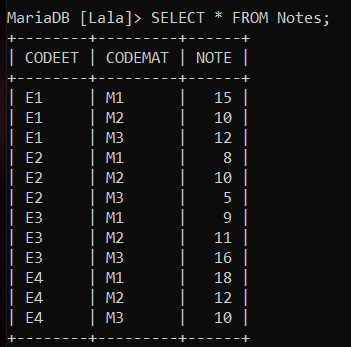 MariaDB [Lala]> SELECT * FROM Notes;
+--------+---------+------+
| CODEET | CODEMAT | NOTE |
+--------+---------+------+
| E1     | M1      |   15 |
| E1     | M2      |   10 |
| E1     | M3      |   12 |
| E2     | M1      |    8 |
| E2     | M2      |   10 |
| E2     | M3      |    5 |
| E3     | M1      |    9 |
| E3     | M2      |   11 |
| E3     | M3      |   16 |
| E4     | M1      |   18 |
| E4     | M2      |   12 |
| E4     | M3      |   10 |
+--------+---------+------+